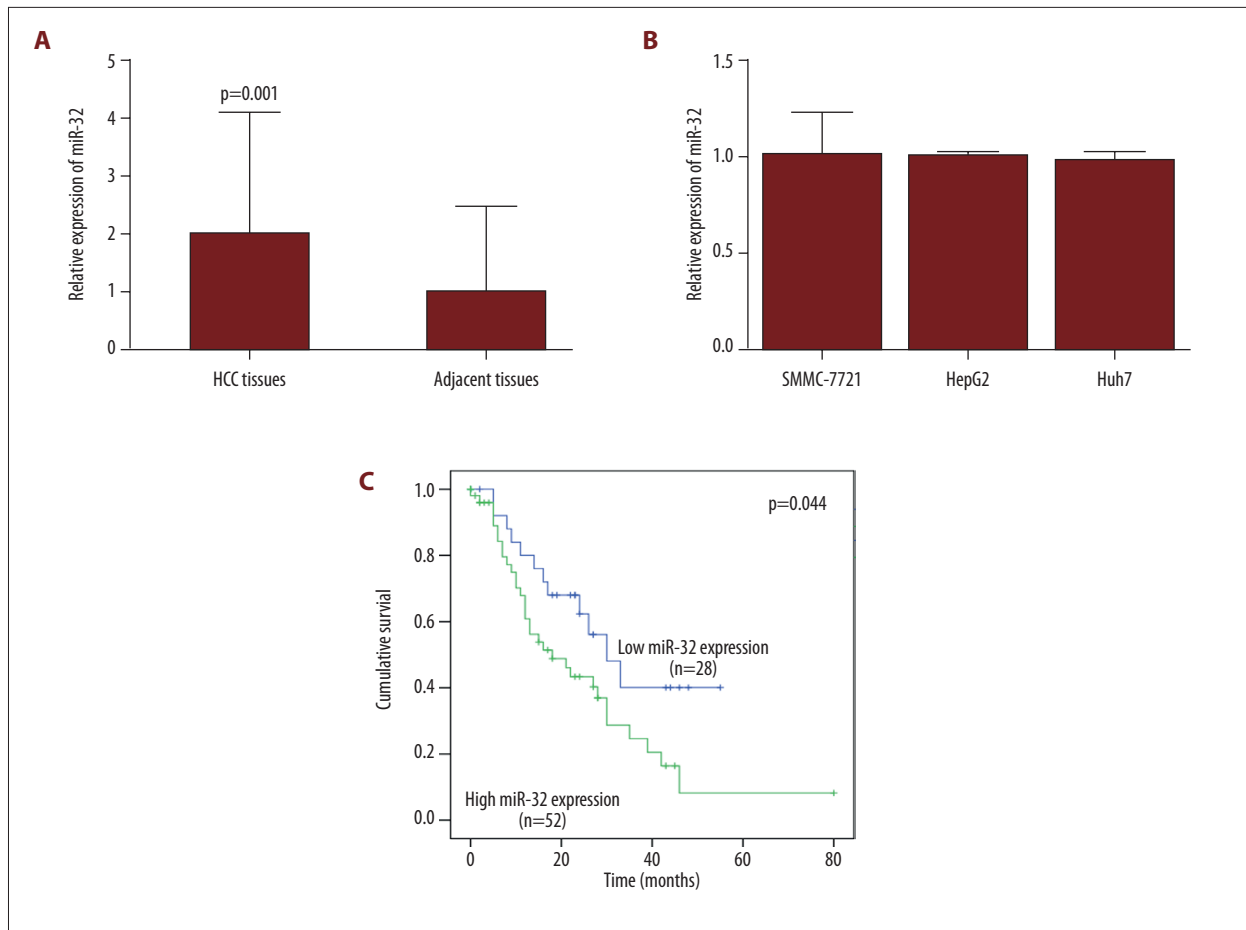 A
Relative expression of miR-32
5
4
3
2
1
0
p=0.001
HCC tissues
Adjacent tissues
B
Relative expression of miR-32
1.5
1.0
0.5
0.0
SMMC-7721
HepG2
Huh7
C
Cumulative survial
1.0
0.8
0.6
0.4
0.2
0.0
p=0.044
Low miR-32 expression
(n=28)
High miR-32 expression
(n=52)
0
20
40
60
80
Time (months)